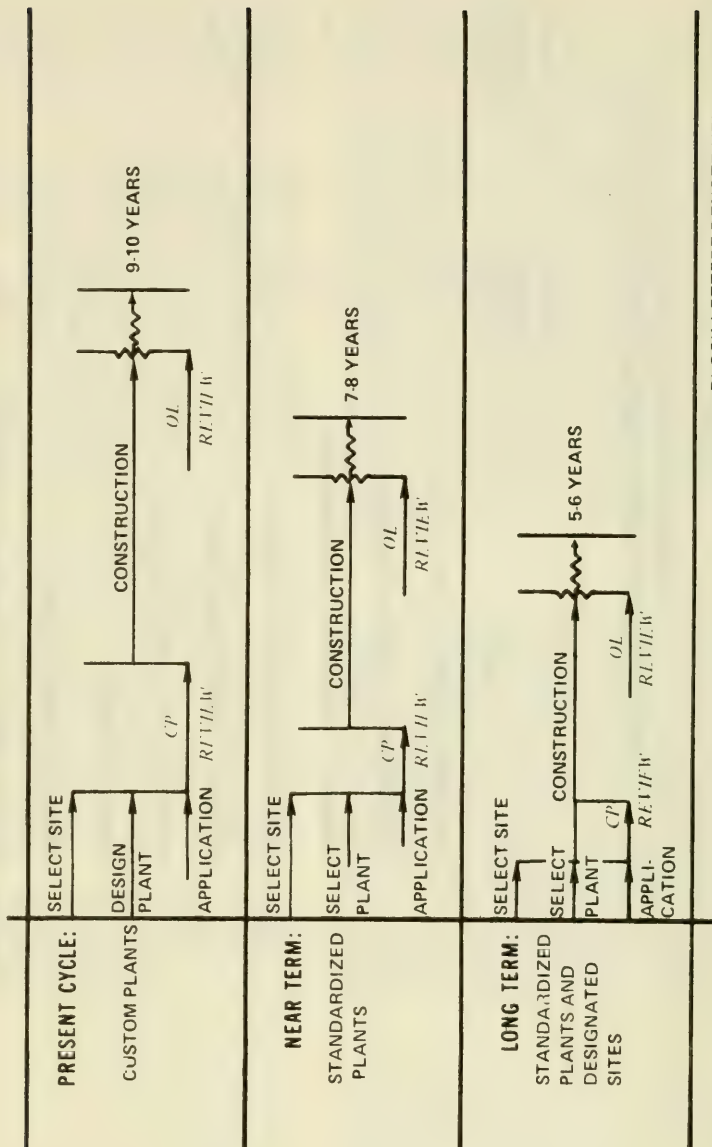 PRESENT CYCLE:
CUSTOM PLANTS
SELECT SITE
DESIGN
PLANT
APPLICATION
CP
REVIEW
CONSTRUCTION
OL
REVIEW
9-10 YEARS
NEAR TERM:
STANDARDIZED
PLANTS
SELECT SITE
SELECT
PLANT
APPLICATION
CP
REVIEW
CONSTRUCTION
OL
REVIEW
7-8 YEARS
LONG TERM:
STANDARDIZED
PLANTS AND
DESIGNATED
SITES
SELECT SITE
SELECT
PLANT
APPLI-
CATION
CP
REVIEW
CONSTRUCTION
OL
REVIEW
5-6 YEARS